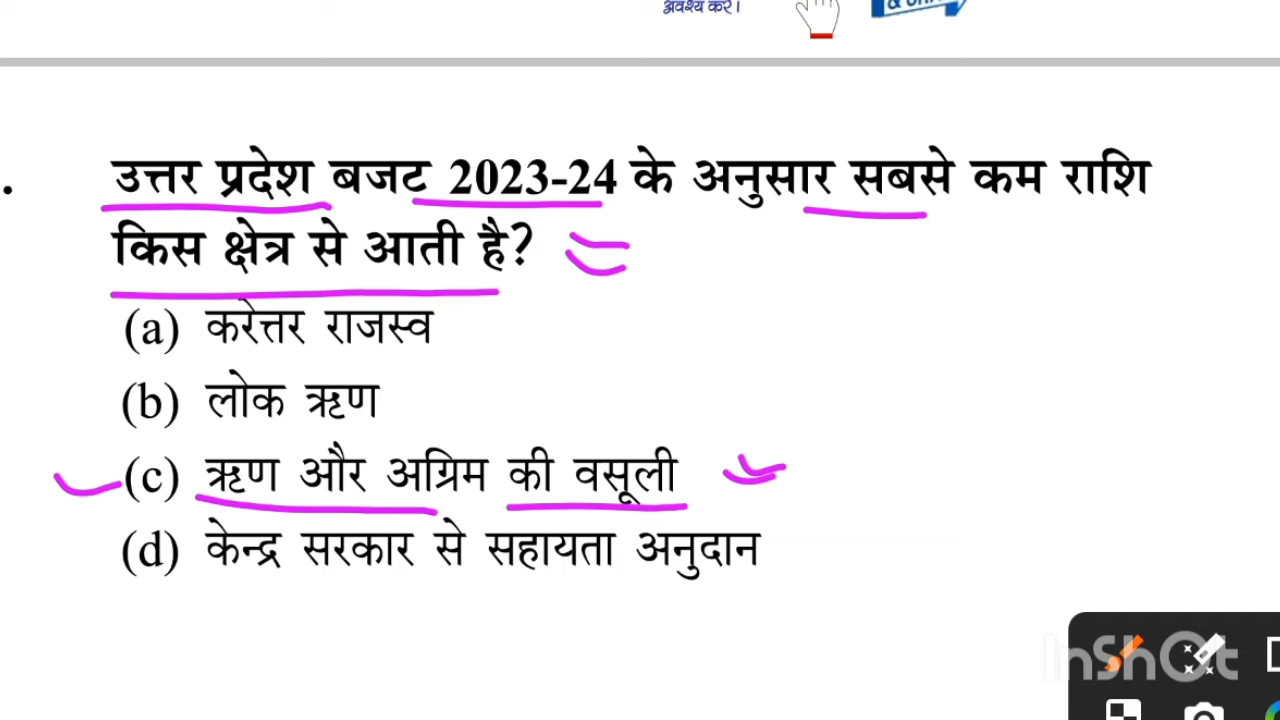 अवश्य करें।
. उत्तर प्रदेश बजट 2023-24 के अनुसार सबसे कम राशि
किस क्षेत्र से आती है?
(a) करेत्तर राजस्व
(b) लोक ऋण
(c) ऋण और अग्रिम की वसूली
(d) केन्द्र सरकार से सहायता अनुदान
InShOt